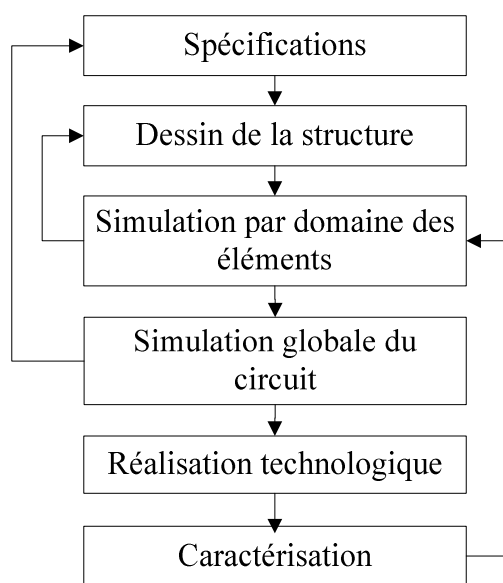 Spécifications
Dessin de la structure
Simulation par domaine des
éléments
Simulation globale du
circuit
Réalisation technologique
Caractérisation